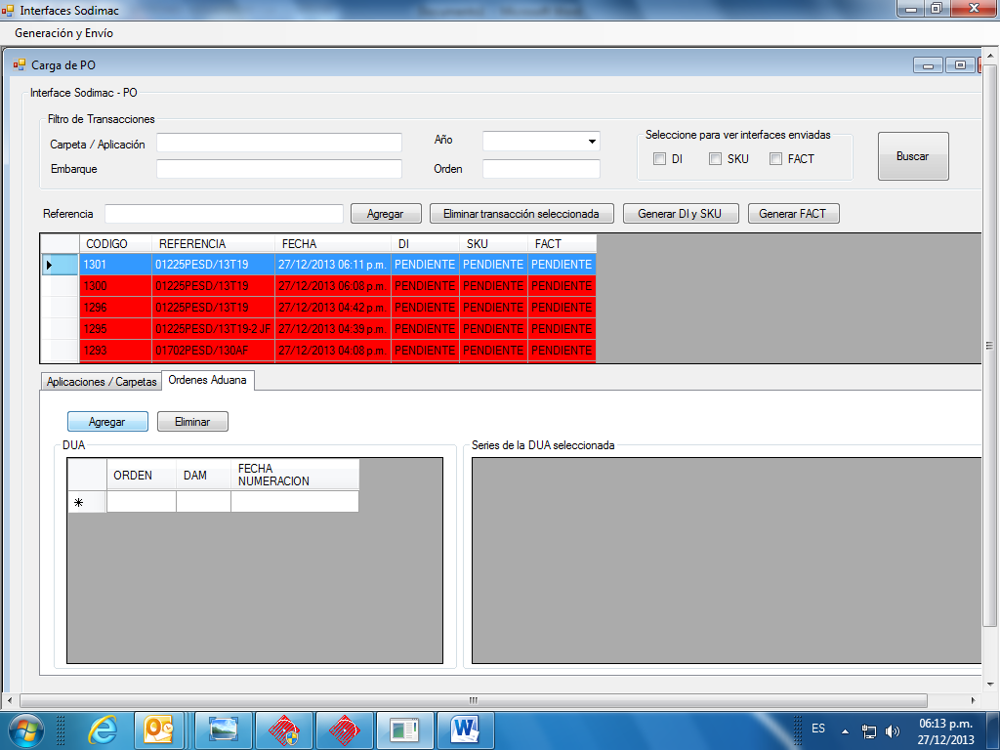 Interfaces Sodimac
Generación y Envío
Carga de PO
Interface Sodimac - PO
Filtro de Transacciones
Carpeta / Aplicación
Año
Seleccione para ver interfaces enviadas
DI SKU FACT
Buscar
Embarque
Orden
Referencia Agregar Eliminar transacción seleccionada Generar DI y SKU Generar FACT
CODIGO REFERENCIA FECHA DI SKU FACT
1301 01225PESD/13T19 27/12/2013 06:11 p.m. PENDIENTE PENDIENTE PENDIENTE
1300 01225PESD/13T19 27/12/2013 06:08 p.m. PENDIENTE PENDIENTE PENDIENTE
1296 01225PESD/13T19 27/12/2013 04:42 p.m. PENDIENTE PENDIENTE PENDIENTE
1295 01225PESD/13T19-2 JF 27/12/2013 04:39 p.m. PENDIENTE PENDIENTE PENDIENTE
1293 01702PESD/130AF 27/12/2013 04:08 p.m. PENDIENTE PENDIENTE PENDIENTE
Aplicaciones / Carpetas Ordenes Aduana
Agregar Eliminar
DUA
Series de la DUA seleccionada
ORDEN DAM FECHA
NUMERACION
ES
06:13 p.m.
27/12/2013